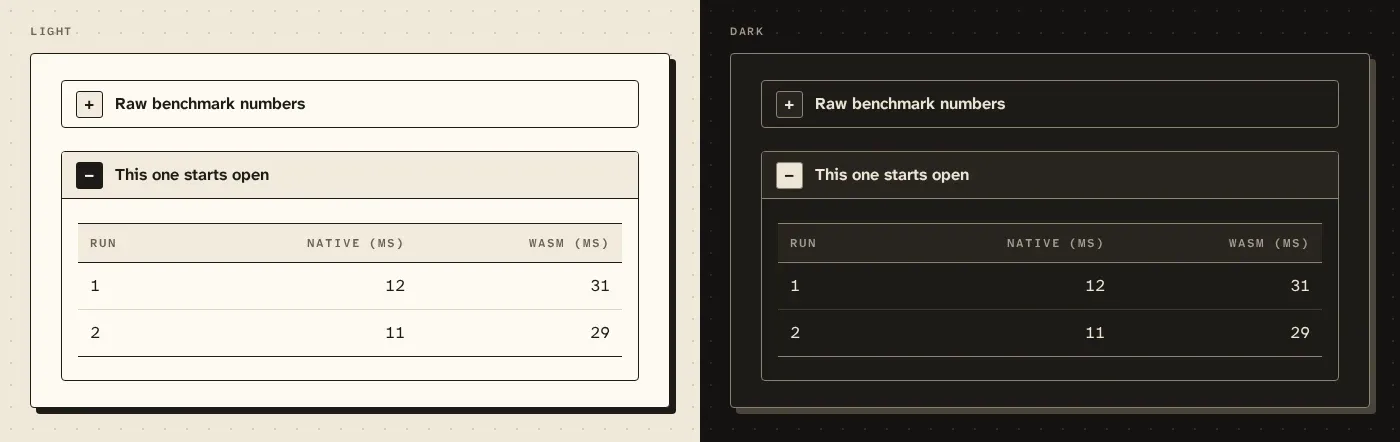 LIGHT
+ Raw benchmark numbers
− This one starts open
RUN NATIVE (MS) WASM (MS)
1 12 31
2 11 29
DARK
+ Raw benchmark numbers
− This one starts open
RUN NATIVE (MS) WASM (MS)
1 12 31
2 11 29